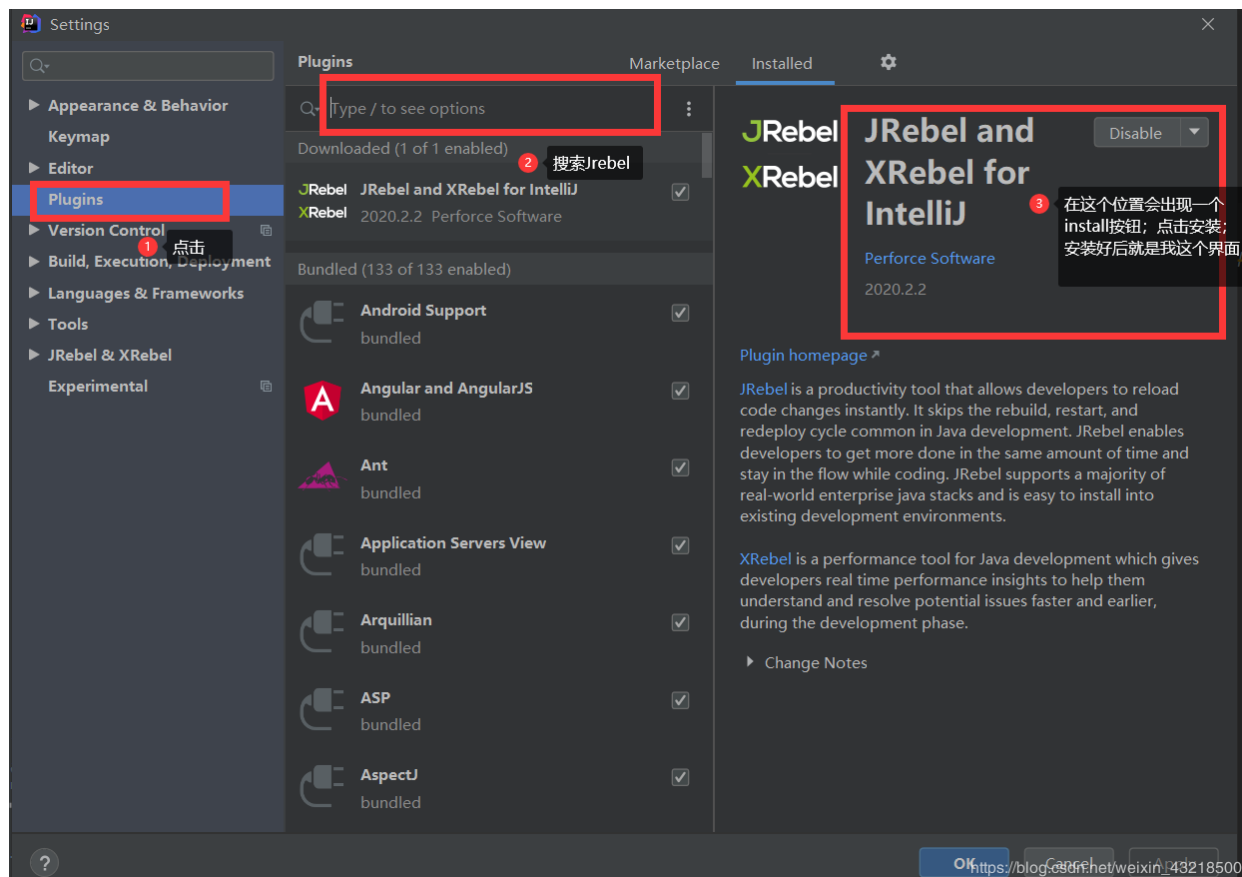 Settings
Plugins
Marketplace
Installed
Type / to see options
Appearance & Behavior
Keymap
Editor
Plugins
Version Control
Build, Execution, Deployment
Languages & Frameworks
Tools
JRebel & XRebel
Experimental
1
点击
Downloaded (1 of 1 enabled)
2
搜索Jrebel
JRebel
XRebel
JRebel and XRebel for IntelliJ
2020.2.2 Perforce Software
Bundled (133 of 133 enabled)
Android Support
bundled
Angular and AngularJS
bundled
Ant
bundled
Application Servers View
bundled
Arquillian
bundled
ASP
bundled
AspectJ
bundled
JRebel
XRebel
JRebel and
XRebel for
IntelliJ
Disable
3
在这个位置会出现一个
install按钮；点击安装；
安装好后就是我这个界面
Perforce Software
2020.2.2
Plugin homepage
JRebel is a productivity tool that allows developers to reload
code changes instantly. It skips the rebuild, restart, and
redeploy cycle common in Java development. JRebel enables
developers to get more done in the same amount of time and
stay in the flow while coding. JRebel supports a majority of
real-world enterprise java stacks and is easy to install into
existing development environments.
XRebel is a performance tool for Java development which gives
developers real time performance insights to help them
understand and resolve potential issues faster and earlier,
during the development phase.
Change Notes
?
OK
Cancel
Apply
https://blog.csdn.net/weixin_43218500